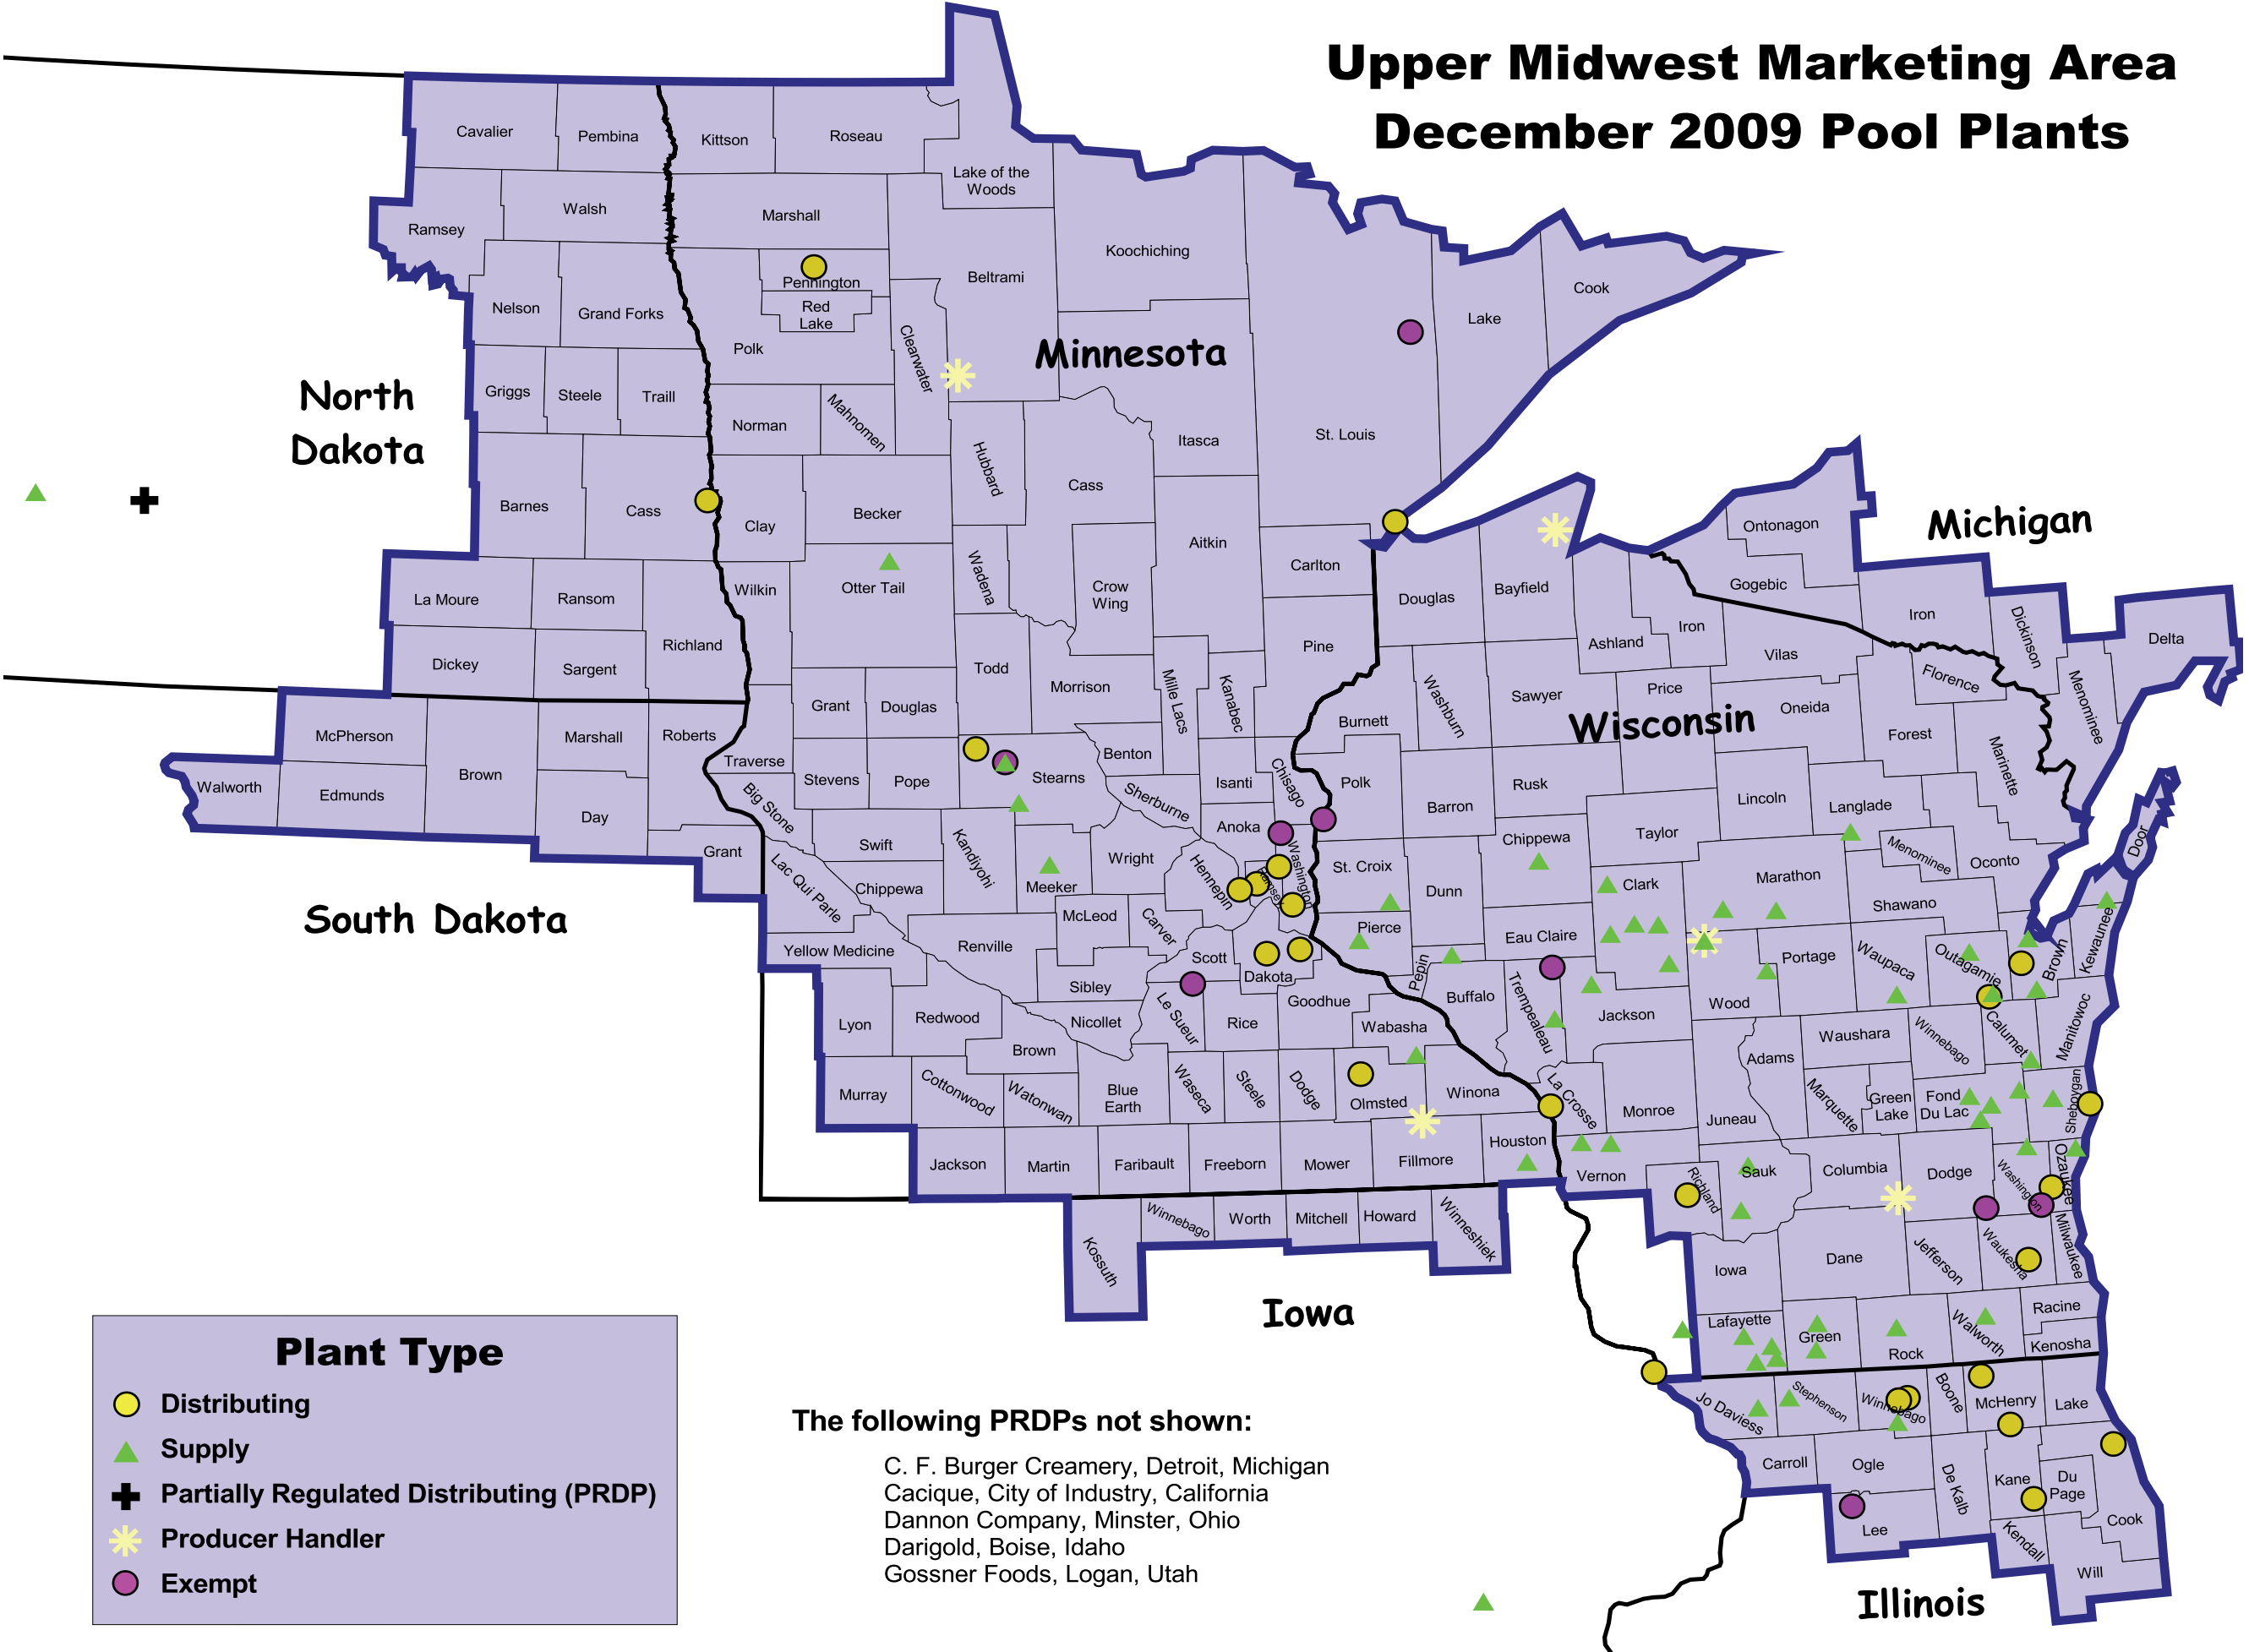 Upper Midwest Marketing Area
December 2009 Pool Plants
Cavalier
Pembina
Kittson
Roseau
Lake of the
Woods
Ramsey
Walsh
Marshall
Koochiching
Beltrami
Pennington
Red
Lake
Nelson
Grand Forks
Polk
Clearwater
Lake
Cook
North
Dakota
Minnesota
Griggs
Steele
Traill
Norman
Mahnomen
Itasca
St. Louis
Hubbard
Cass
Barnes
Cass
Clay
Becker
Aitkin
Carlton
Ontonagon
Michigan
Gogebic
La Moure
Ransom
Wilkin
Otter Tail
Wadena
Crow
Wing
Douglas
Bayfield
Ashland
Iron
Iron
Dickinson
Delta
Dickey
Sargent
Richland
Todd
Morrison
Mille Lacs
Kanabec
Pine
Vilas
Florence
Menominee
Burnett
Washburn
Sawyer
Price
Oneida
Forest
Marinette
Wisconsin
McPherson
Marshall
Roberts
Grant
Douglas
Walworth
Edmunds
Brown
Day
Grant
Traverse
Big Stone
Stevens
Pope
Stearns
Benton
Sherburne
Isanti
Chisago
Polk
Barron
Rusk
Lincoln
Langlade
Taylor
Chippewa
Menominee
Oconto
Door
Swift
Kandiyohi
Meeker
Wright
Anoka
Hennepin
Ramsey
Washington
St. Croix
Dunn
Clark
Marathon
Shawano
Lac Qui Parle
Chippewa
McLeod
Carver
South Dakota
Yellow Medicine
Renville
Sibley
Scott
Dakota
Pierce
Pepin
Eau Claire
Wood
Portage
Waupaca
Outagamie
Brown
Kewaunee
Lyon
Redwood
Nicollet
Le Sueur
Rice
Goodhue
Wabasha
Buffalo
Trempealeau
Jackson
Adams
Waushara
Winnebago
Calumet
Manitowoc
Brown
Murray
Cottonwood
Watonwan
Blue
Earth
Waseca
Steele
Dodge
Olmsted
Winona
La Crosse
Monroe
Juneau
Marquette
Green
Lake
Fond
Du Lac
Sheboygan
Jackson
Martin
Faribault
Freeborn
Mower
Fillmore
Houston
Vernon
Richland
Sauk
Columbia
Dodge
Washington
Ozaukee
Kossuth
Winnebago
Worth
Mitchell
Howard
Winneshiek
Iowa
Iowa
Dane
Jefferson
Waukesha
Milwaukee
Lafayette
Green
Rock
Walworth
Racine
Kenosha
Jo Daviess
Stephenson
Winnebago
Boone
McHenry
Lake
Carroll
Ogle
De Kalb
Kane
Du
Page
Cook
Lee
Kendall
Will
Illinois
Plant Type
Distributing
Supply
Partially Regulated Distributing (PRDP)
Producer Handler
Exempt
The following PRDPs not shown:
C. F. Burger Creamery, Detroit, Michigan
Cacique, City of Industry, California
Dannon Company, Minster, Ohio
Darigold, Boise, Idaho
Gossner Foods, Logan, Utah